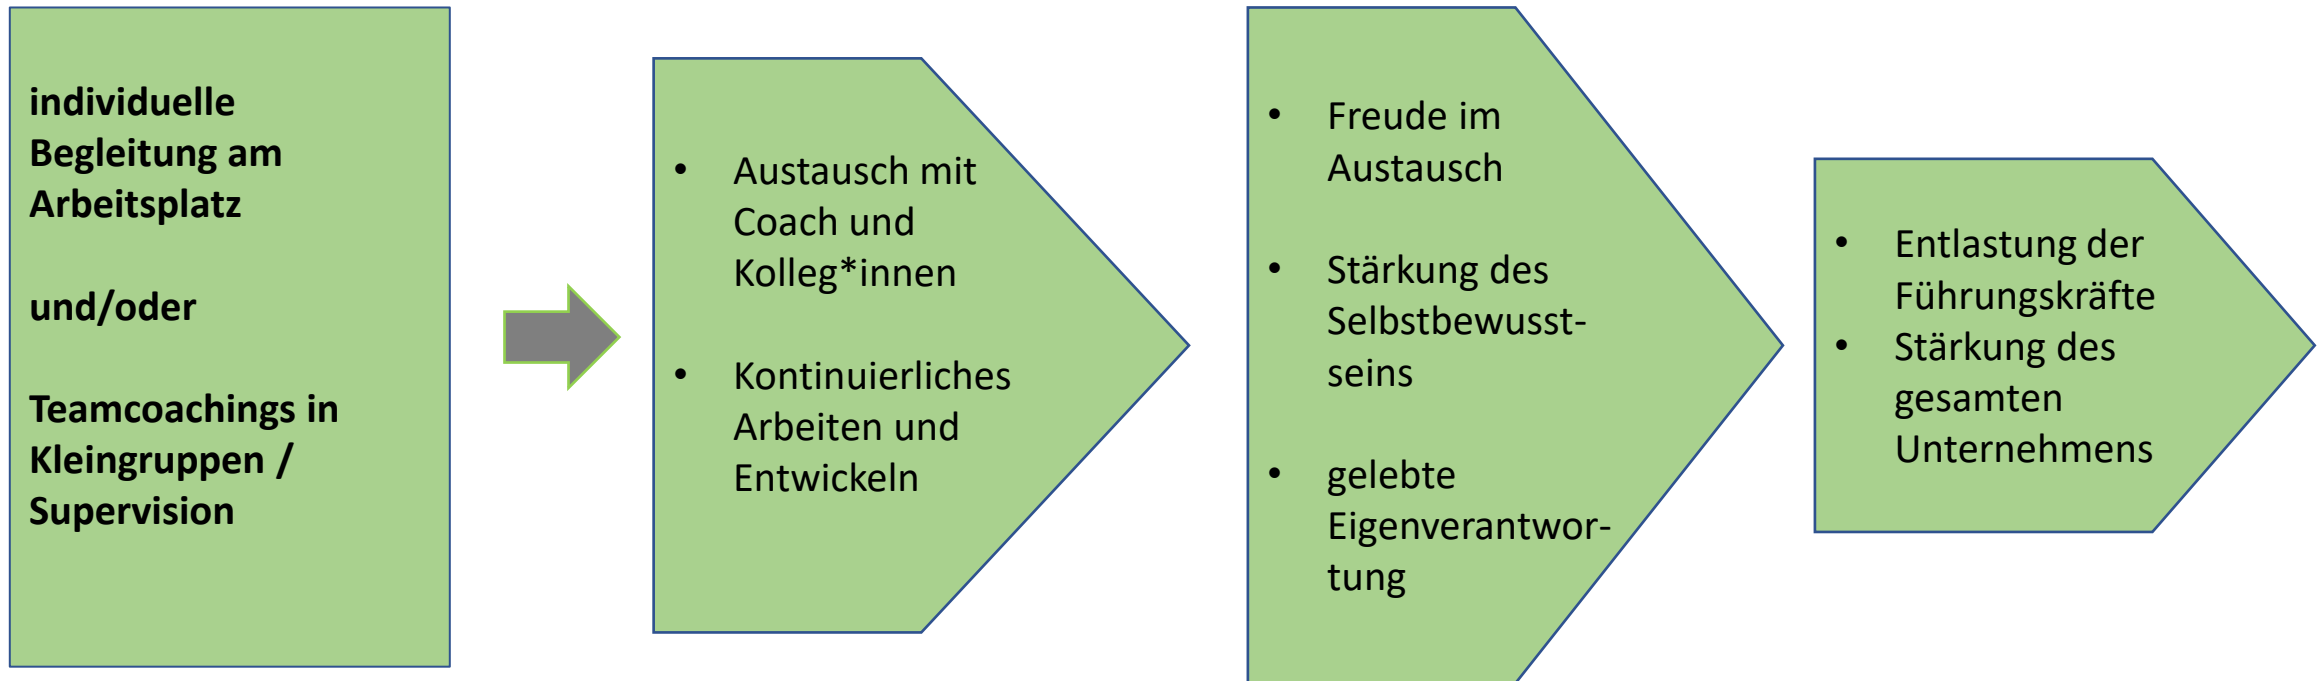 individuelle
Begleitung am
Arbeitsplatz
und/oder
Teamcoachings in
Kleingruppen /
Supervision
• Austausch mit
Coach und
Kolleg*innen
• Kontinuierliches
Arbeiten und
Entwickeln
• Freude im
Austausch
• Stärkung des
Selbstbewusst-
seins
• gelebte
Eigenverantwor-
tung
• Entlastung der
Führungskräfte
• Stärkung des
gesamten
Unternehmens